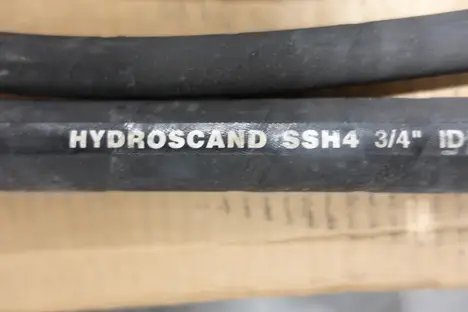 HYDROSCAND SSH4 3/4" ID